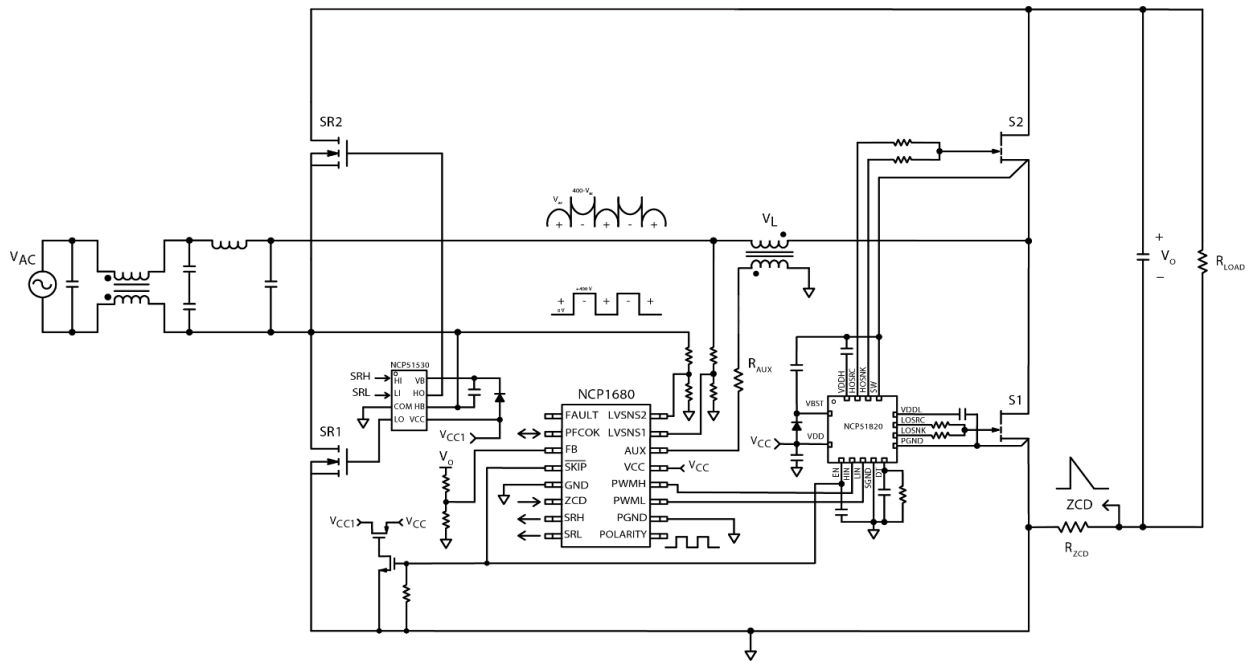 SR2
S2
V_AC
V_ac
400-V_ac
+ - + - +
V_L
+
V_O
−
R_LOAD
+400 V
+ - + - +
0 V
NCP51530
SRH
HI
VB
SRL
LI
HO
COM
HB
LO
VCC
V_CC1
SR1
R_AUX
NCP1680
FAULT
LVSNS2
PFCOK
LVSNS1
FB
AUX
SKIP
VCC
V_CC
GND
PWMH
ZCD
PWML
SRH
PGND
SRL
POLARITY
V_O
V_CC1
V_CC
VDDH
HOSRC
HOSNK
SW
VBST
NCP51820
VDDL
LOSRC
LOSNK
PGND
V_CC
VDD
EN
HIN
LIN
SGND
DT
S1
ZCD
R_ZCD